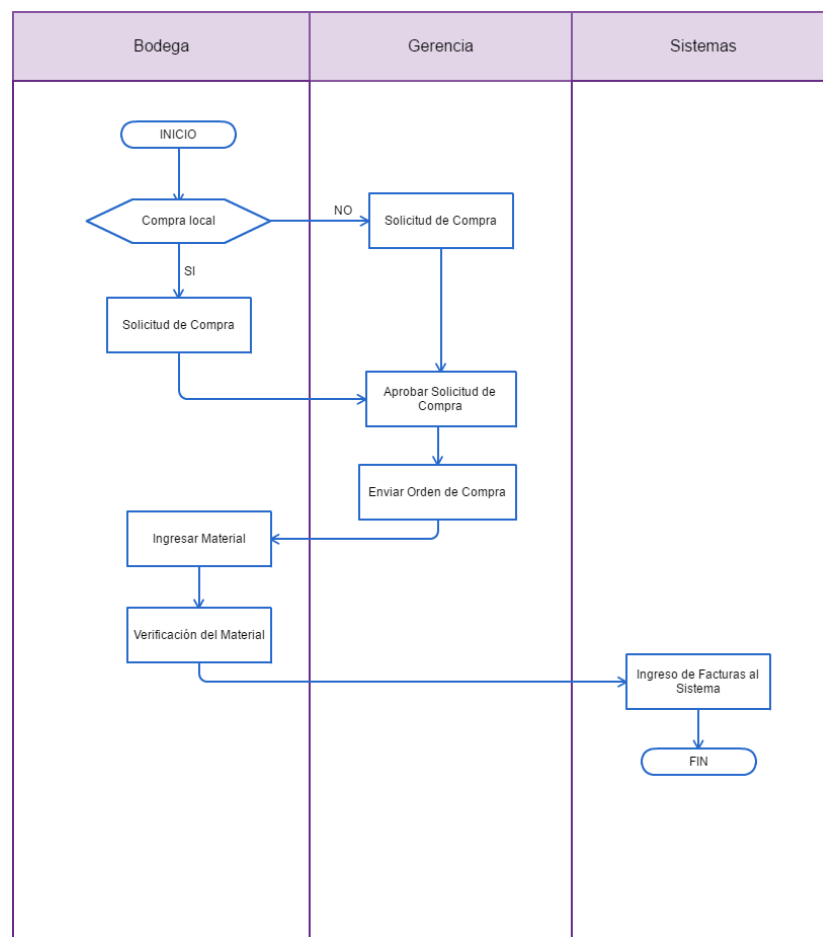 Bodega
Gerencia
Sistemas
INICIO
Compra local
NO
Solicitud de Compra
SI
Solicitud de Compra
Aprobar Solicitud de
Compra
Enviar Orden de Compra
Ingresar Material
Verificación del Material
Ingreso de Facturas al
Sistema
FIN